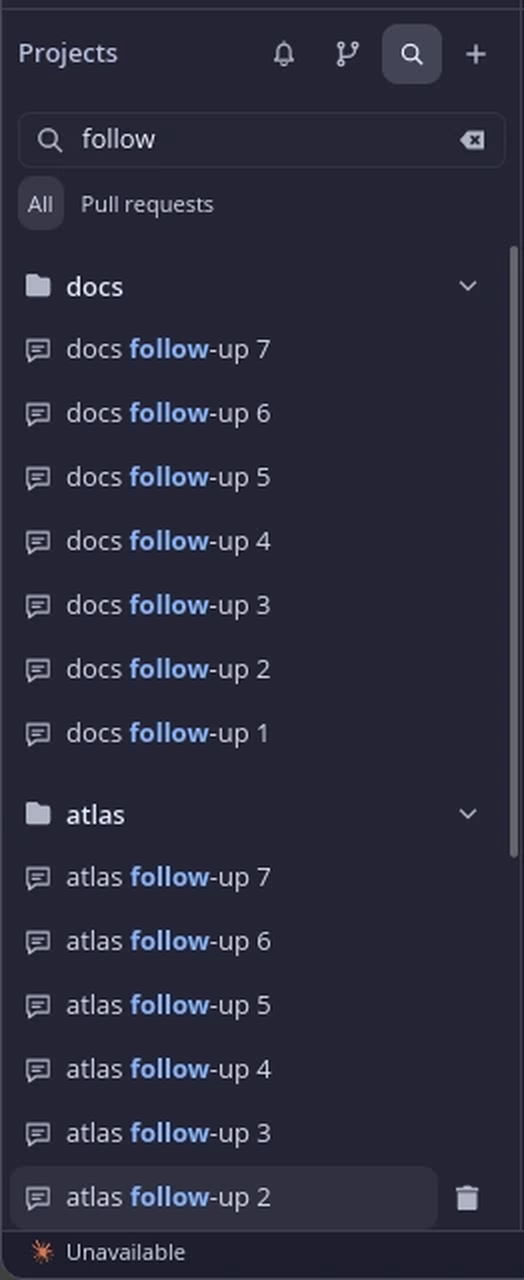 Projects
follow
All Pull requests
docs
docs follow-up 7
docs follow-up 6
docs follow-up 5
docs follow-up 4
docs follow-up 3
docs follow-up 2
docs follow-up 1
atlas
atlas follow-up 7
atlas follow-up 6
atlas follow-up 5
atlas follow-up 4
atlas follow-up 3
atlas follow-up 2
Unavailable